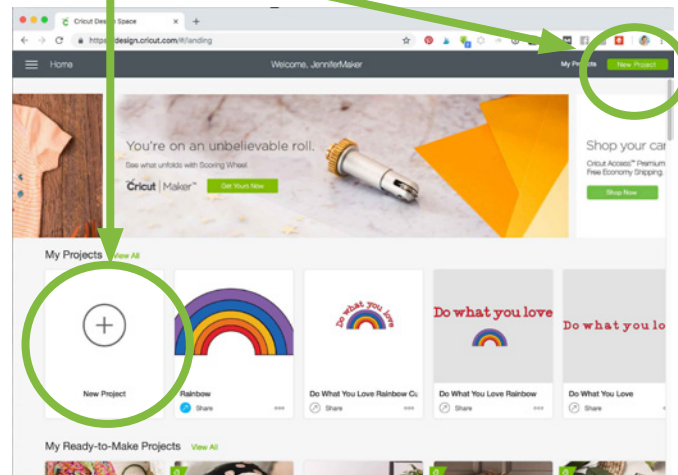 Cricut Design Space
https://design.cricut.com/#/landing
Home
Welcome, JenniferMaker
My Projects
New Project
You're on an unbelievable roll.
See what unfolds with Scoring Wheel.
Cricut Maker™
Get Yours Now
Shop your car
Cricut Access™ Premium
Free Economy Shipping
Shop Now
My Projects View All
New Project
Rainbow
Share
what you
Do What You Love Rainbow Cu
Share
Do what you love
Do What You Love Rainbow
Share
Do what you lo
Do What You Love
Share
My Ready-to-Make Projects View All